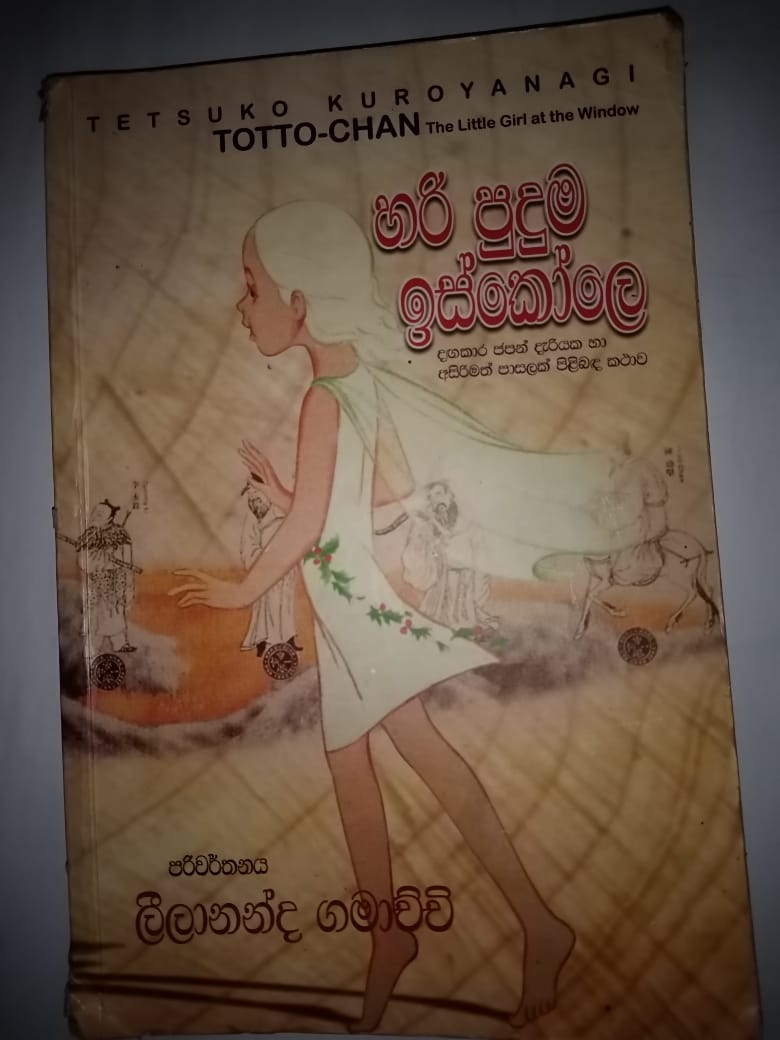 TETSUKO KUROYANAGI
TOTTO-CHAN The Little Girl at the Window
හරි පුදුම
ඉස්කෝලෙ
දඟකාර ජපන් දැරියක හා
අසිරිමත් පාසලක් පිළිබඳ කථාව
පරිවර්තනය
ලීලානන්ද ගමාච්චි